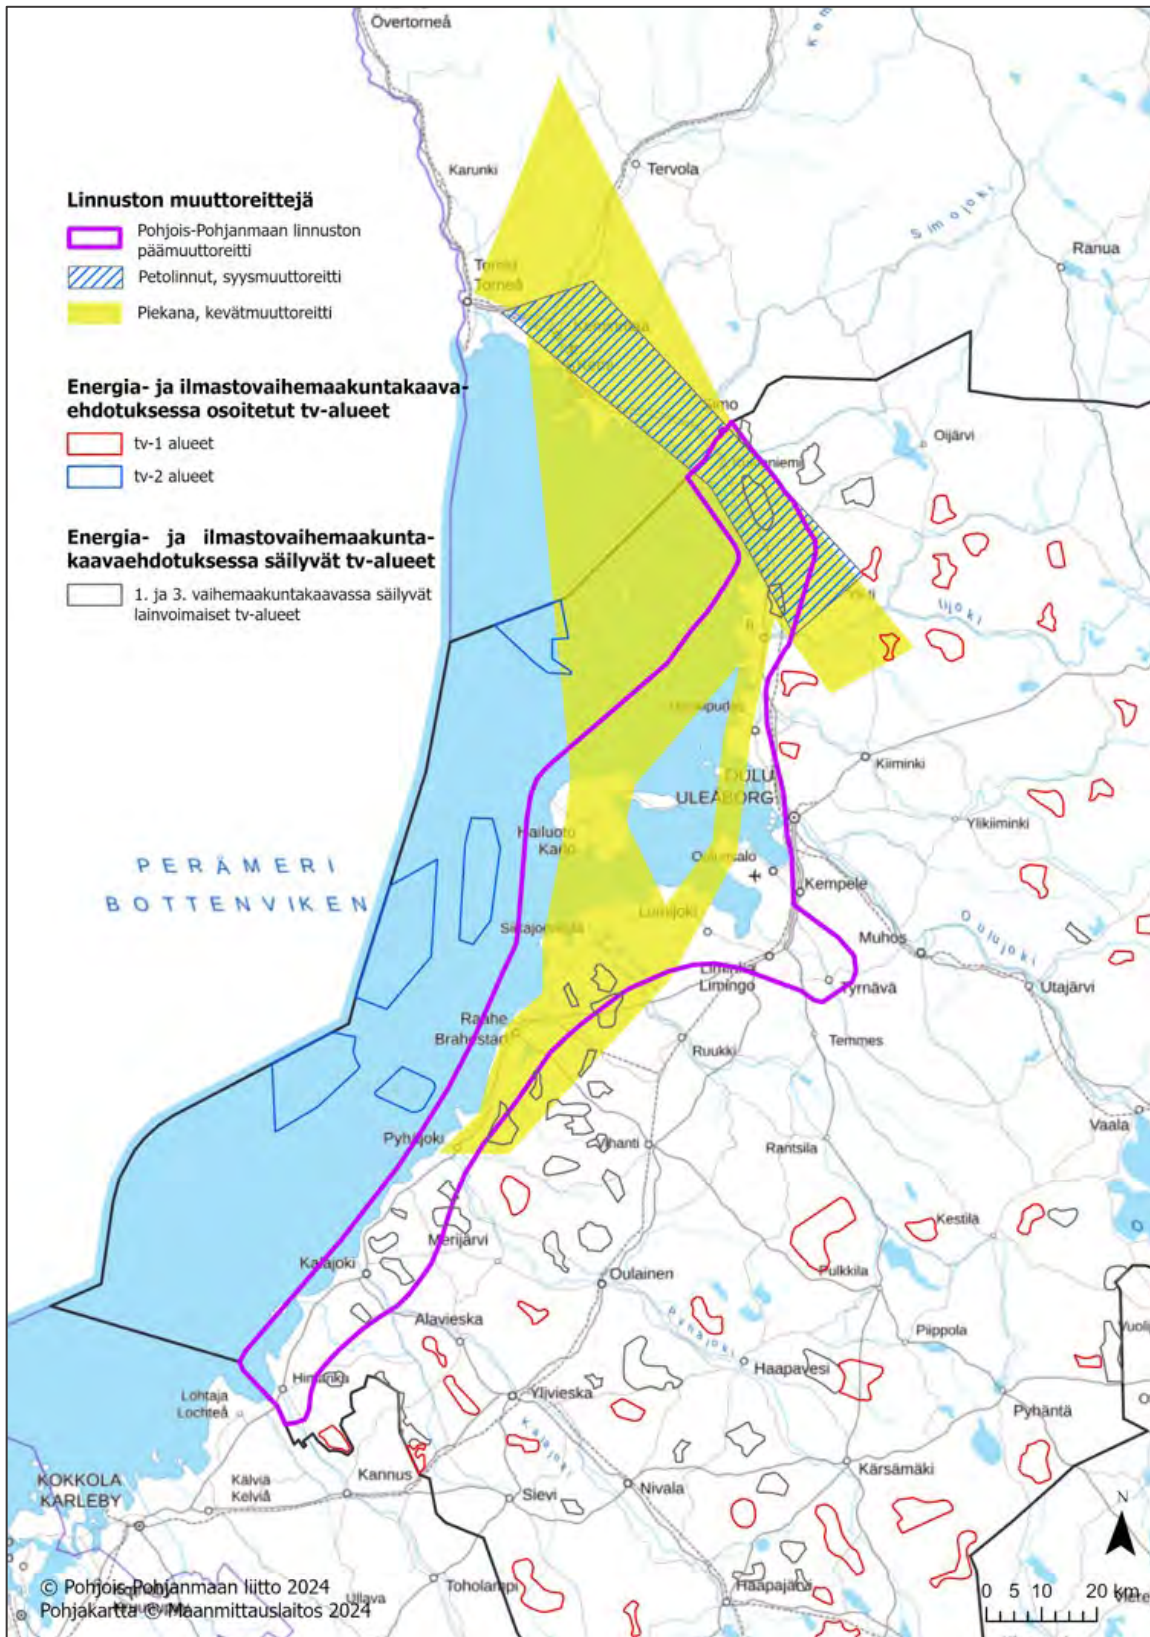 Övertorneå
Kem
Karunki
Tervola
Simojoki
Ranua
Linnuston muuttoreittejä
Pohjois-Pohjanmaan linnuston
päämuuttoreitti
Petolinnut, syysmuuttoreitti
Piekana, kevätmuuttoreitti
Tornio
Torneå
Energia- ja ilmastovaihemaakuntakaava-
ehdotuksessa osoitetut tv-alueet
tv-1 alueet
tv-2 alueet
Energia- ja ilmastovaihemaakunta-
kaavaehdotuksessa säilyvät tv-alueet
1. ja 3. vaihemaakuntakaavassa säilyvät
lainvoimaiset tv-alueet
Simo
Oijärvi
Iijoki
Ii
Kiiminki
OULU
ULEÅBORG
Ylikiiminki
Hailuoto
Karlö
PERÄMERI
BOTTENVIKEN
Oulunsalo
Kempele
Lumijoki
Siikajoenkylä
Muhos
Oulujoki
Liminka
Limingo
Tyrnävä
Utajärvi
Raahe
Brahestad
Ruukki
Temmes
Vaala
Pyhäjoki
Vihanti
Rantsila
Kestilä
Merijärvi
Kalajoki
Oulainen
Pulkkila
Alavieska
Pyhäjoki
Piippola
Haapavesi
Himanka
Lohtaja
Lochteå
Ylivieska
Pyhäntä
Kalajoki
KOKKOLA
KARLEBY
Kälviä
Kelviå
Kannus
Sievi
Nivala
Kärsämäki
N
© Pohjois-Pohjanmaan liitto 2024
Pohjakartta © Maanmittauslaitos 2024
Ullava
Toholampi
Haapajärvi
0 5 10 20 km